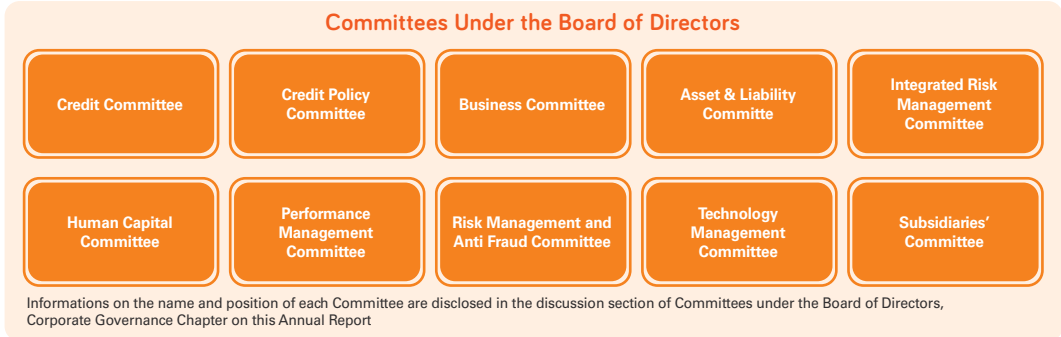 Committees Under the Board of Directors
Credit Committee
Credit Policy
Committee
Business Committee
Asset & Liability
Committe
Integrated Risk
Management
Committee
Human Capital
Committee
Performance
Management
Committee
Risk Management and
Anti Fraud Committee
Technology
Management
Committee
Subsidiaries’
Committee
Informations on the name and position of each Committee are disclosed in the discussion section of Committees under the Board of Directors,
Corporate Governance Chapter on this Annual Report